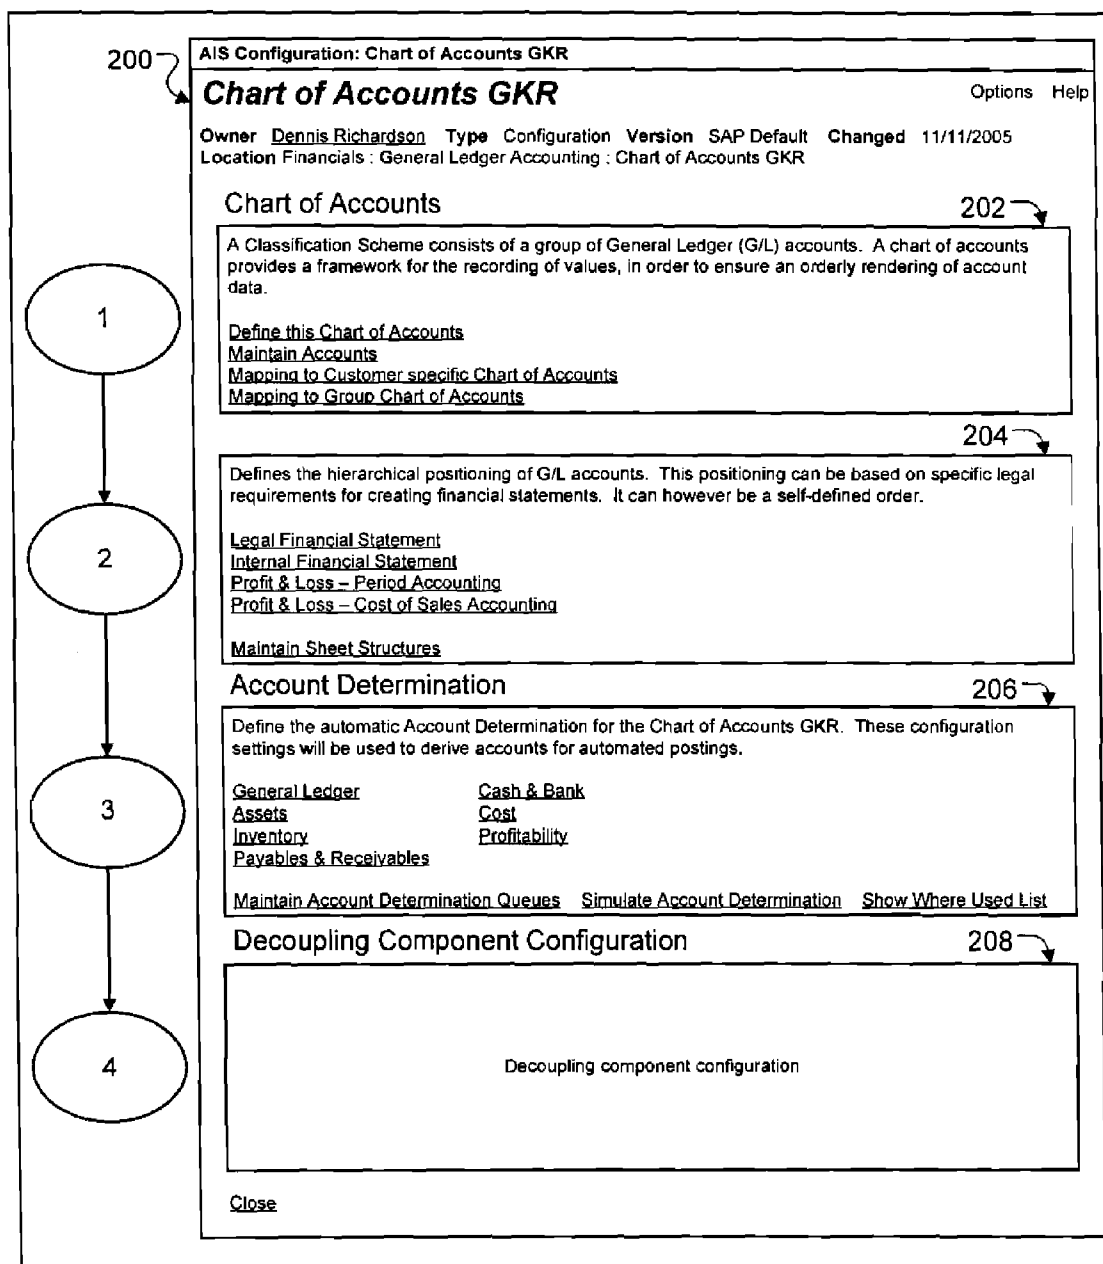 200
AIS Configuration: Chart of Accounts GKR
Chart of Accounts GKR
Options Help
Owner Dennis Richardson Type Configuration Version SAP Default Changed 11/11/2005
Location Financials : General Ledger Accounting : Chart of Accounts GKR
Chart of Accounts
202
A Classification Scheme consists of a group of General Ledger (G/L) accounts. A chart of accounts
provides a framework for the recording of values, in order to ensure an orderly rendering of account
data.
1
Define this Chart of Accounts
Maintain Accounts
Mapping to Customer specific Chart of Accounts
Mapping to Group Chart of Accounts
204
Defines the hierarchical positioning of G/L accounts. This positioning can be based on specific legal
requirements for creating financial statements. It can however be a self-defined order.
2
Legal Financial Statement
Internal Financial Statement
Profit & Loss – Period Accounting
Profit & Loss – Cost of Sales Accounting
Maintain Sheet Structures
Account Determination
206
Define the automatic Account Determination for the Chart of Accounts GKR. These configuration
settings will be used to derive accounts for automated postings.
3
General Ledger Cash & Bank
Assets Cost
Inventory Profitability
Payables & Receivables
Maintain Account Determination Queues Simulate Account Determination Show Where Used List
Decoupling Component Configuration
208
4
Decoupling component configuration
Close